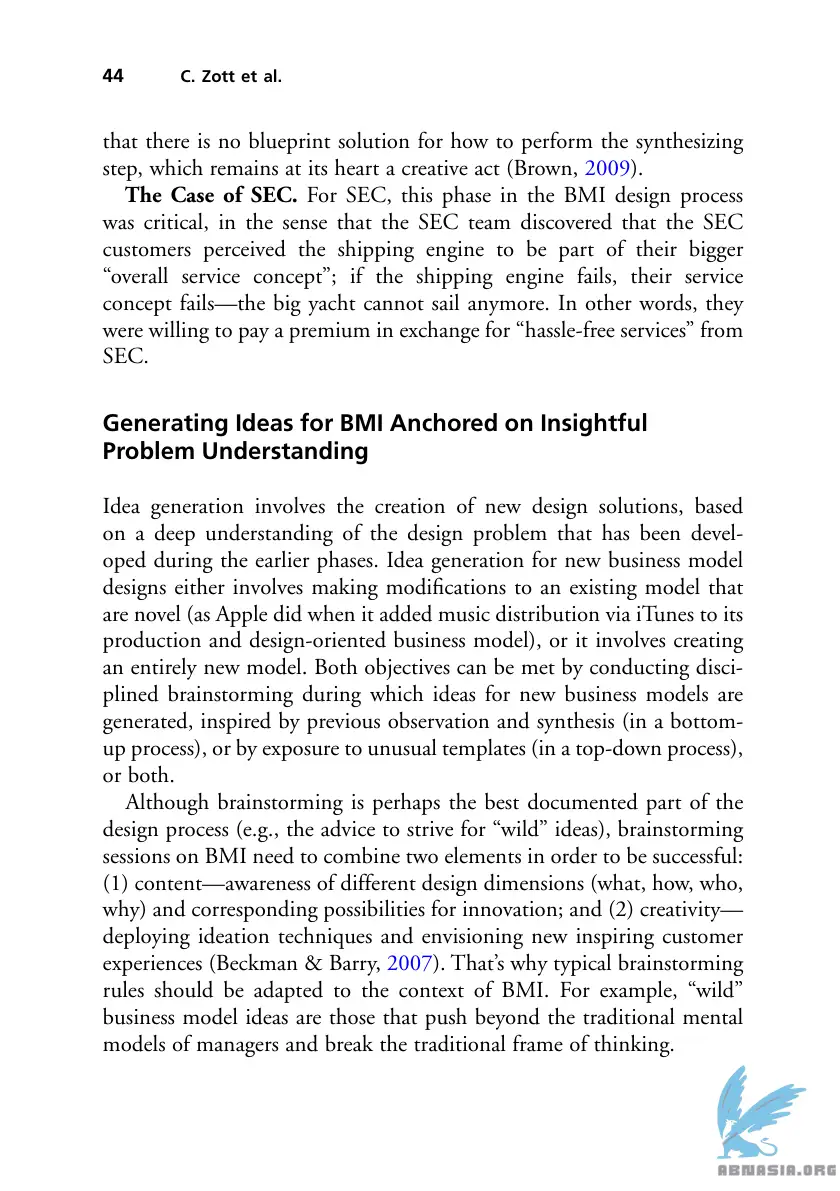 44 C. Zott et al.
that there is no blueprint solution for how to perform the synthesizing
step, which remains at its heart a creative act (Brown, 2009).
The Case of SEC. For SEC, this phase in the BMI design process
was critical, in the sense that the SEC team discovered that the SEC
customers perceived the shipping engine to be part of their bigger
“overall service concept”; if the shipping engine fails, their service
concept fails—the big yacht cannot sail anymore. In other words, they
were willing to pay a premium in exchange for “hassle-free services” from
SEC.
Generating Ideas for BMI Anchored on Insightful
Problem Understanding
Idea generation involves the creation of new design solutions, based
on a deep understanding of the design problem that has been devel-
oped during the earlier phases. Idea generation for new business model
designs either involves making modifications to an existing model that
are novel (as Apple did when it added music distribution via iTunes to its
production and design-oriented business model), or it involves creating
an entirely new model. Both objectives can be met by conducting disci-
plined brainstorming during which ideas for new business models are
generated, inspired by previous observation and synthesis (in a bottom-
up process), or by exposure to unusual templates (in a top-down process),
or both.
Although brainstorming is perhaps the best documented part of the
design process (e.g., the advice to strive for “wild” ideas), brainstorming
sessions on BMI need to combine two elements in order to be successful:
(1) content—awareness of different design dimensions (what, how, who,
why) and corresponding possibilities for innovation; and (2) creativity—
deploying ideation techniques and envisioning new inspiring customer
experiences (Beckman & Barry, 2007). That’s why typical brainstorming
rules should be adapted to the context of BMI. For example, “wild”
business model ideas are those that push beyond the traditional mental
models of managers and break the traditional frame of thinking.
ABNASIA.ORG